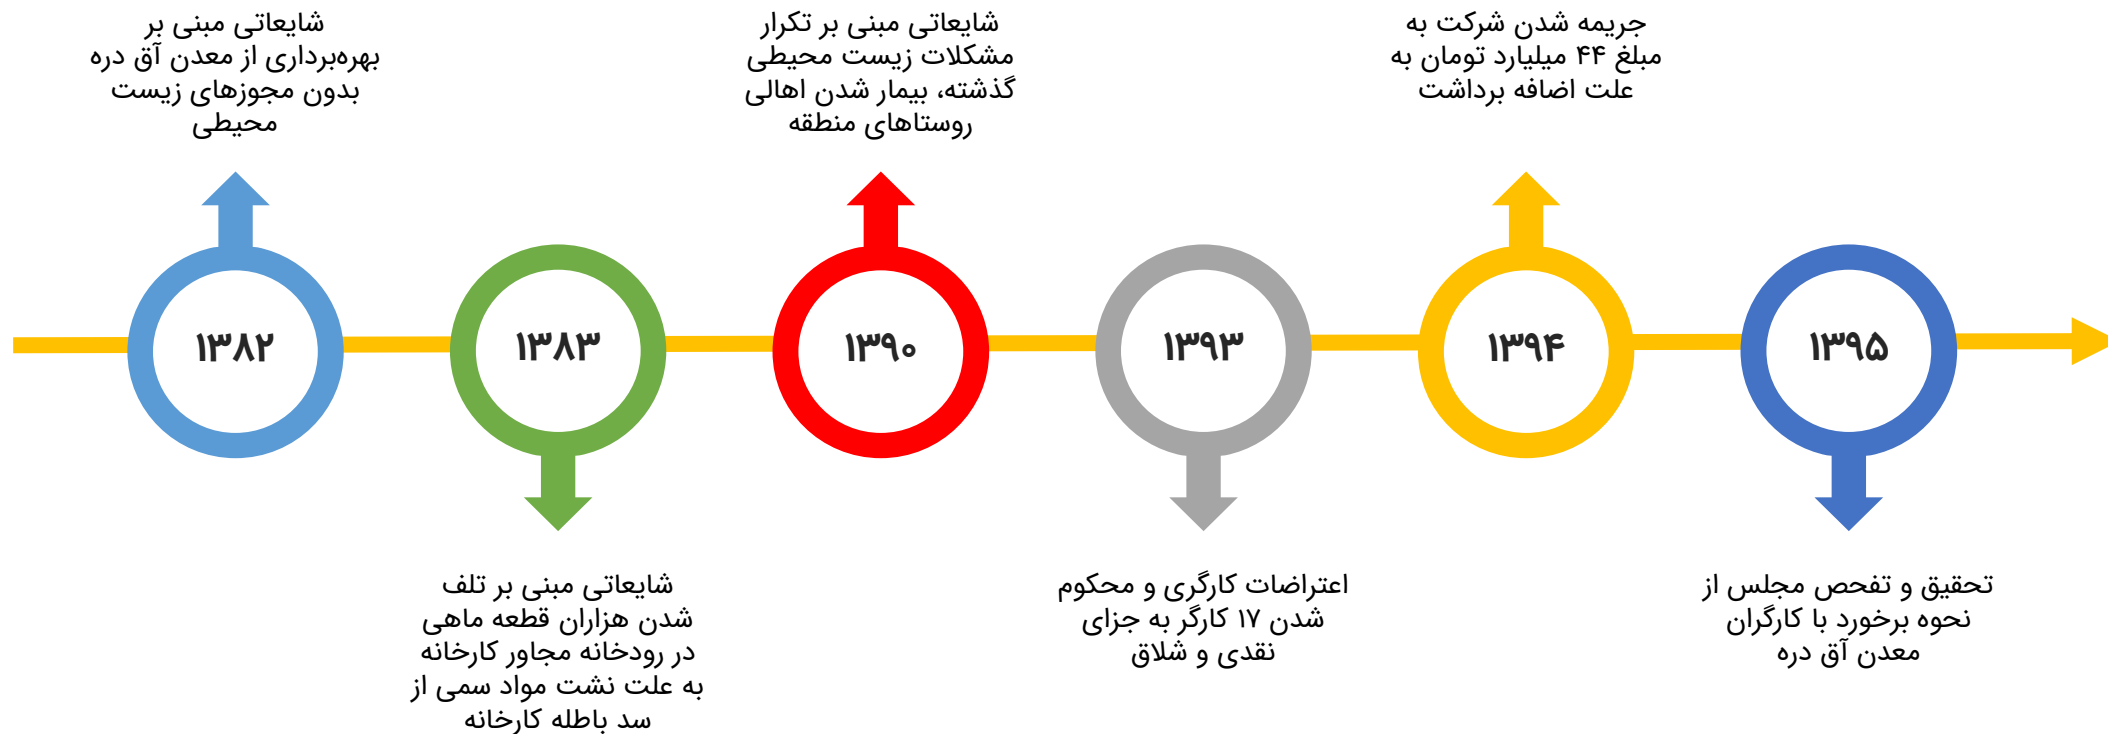 شایعاتی مبنی بر
بهره‌برداری از معدن آق دره
بدون مجوزهای زیست
محیطی
۱۳۸۲
۱۳۸۳
شایعاتی مبنی بر تلف
شدن هزاران قطعه ماهی
در رودخانه مجاور کارخانه
به علت نشت مواد سمی از
سد باطله کارخانه
شایعاتی مبنی بر تکرار
مشکلات زیست محیطی
گذشته، بیمار شدن اهالی
روستاهای منطقه
۱۳۹۰
۱۳۹۳
اعتراضات کارگری و محکوم
شدن ۱۷ کارگر به جزای
نقدی و شلاق
جریمه شدن شرکت به
مبلغ ۴۴ میلیارد تومان به
علت اضافه برداشت
۱۳۹۴
۱۳۹۵
تحقیق و تفحص مجلس از
نحوه برخورد با کارگران
معدن آق دره